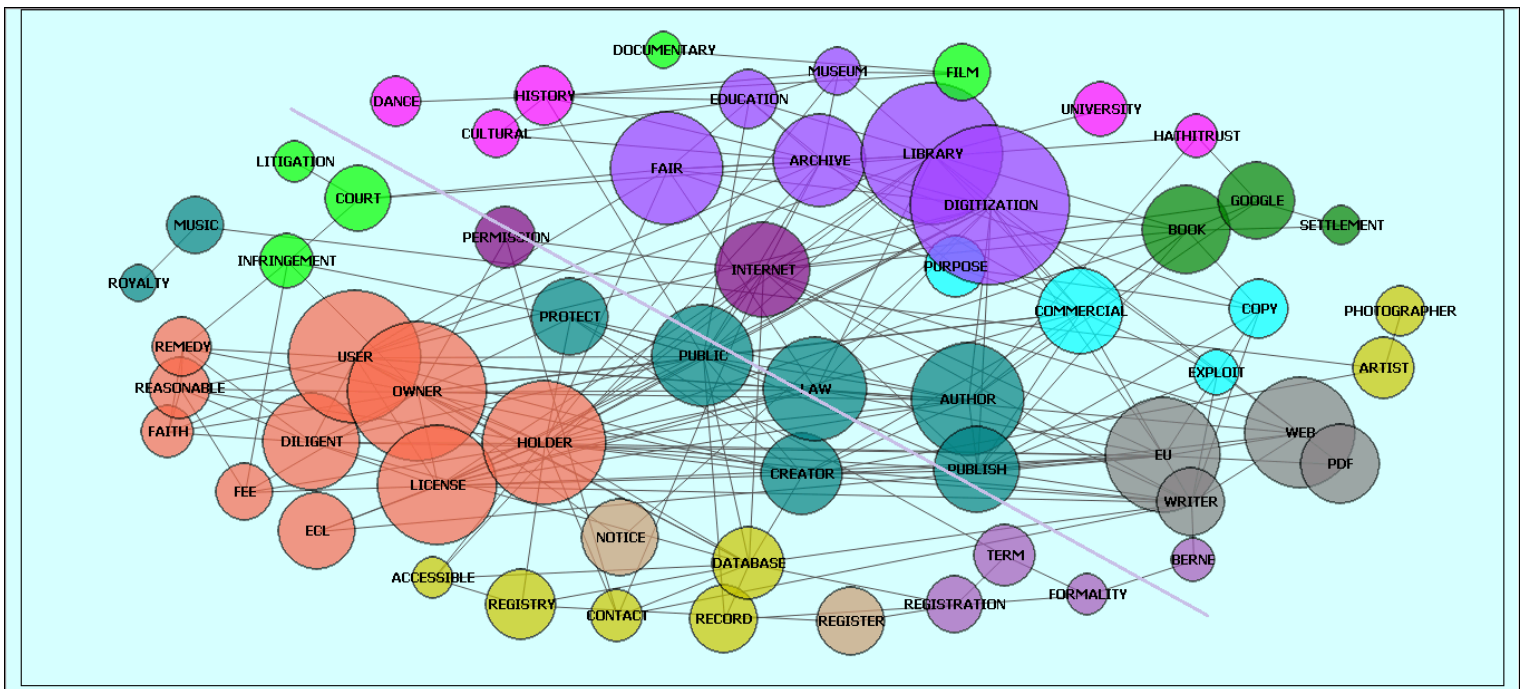 DOCUMENTARY
MUSEUM
FILM
DANCE
HISTORY
EDUCATION
UNIVERSITY
CULTURAL
HATHITRUST
LITIGATION
FAIR
ARCHIVE
LIBRARY
COURT
DIGITIZATION
GOOGLE
MUSIC
SETTLEMENT
BOOK
PERMISSION
INFRINGEMENT
INTERNET
PURPOSE
ROYALTY
COPY
PHOTOGRAPHER
COMMERCIAL
PROTECT
REMEDY
USER
PUBLIC
ARTIST
EXPLOIT
REASONABLE
OWNER
LAW
AUTHOR
FAITH
WEB
DILIGENT
HOLDER
EU
PDF
PUBLISH
CREATOR
LICENSE
FEE
WRITER
ECL
NOTICE
TERM
BERNE
DATABASE
ACCESSIBLE
FORMALITY
REGISTRY
REGISTRATION
CONTACT
RECORD
REGISTER